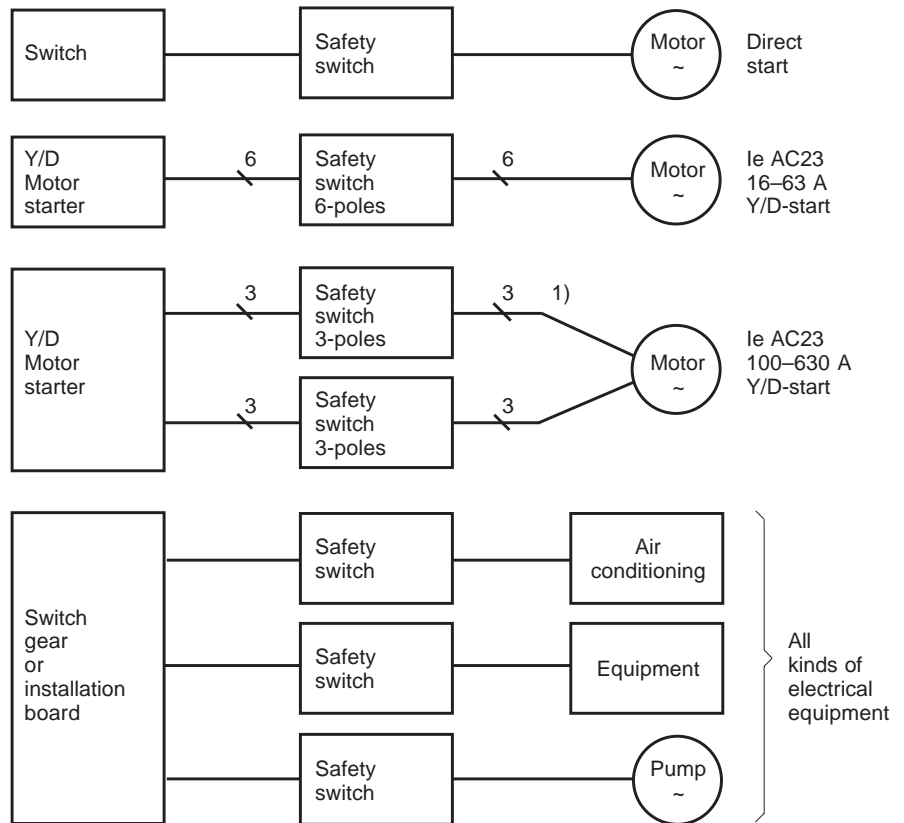 Switch
Safety
switch
Motor
~
Direct
start
Y/D
Motor
starter
6
Safety
switch
6-poles
6
Motor
~
Ie AC23
16–63 A
Y/D-start
Y/D
Motor
starter
3
Safety
switch
3-poles
3 1)
3
Safety
switch
3-poles
3
Motor
~
Ie AC23
100–630 A
Y/D-start
Switch
gear
or
installation
board
Safety
switch
Air
conditioning
Safety
switch
Equipment
Safety
switch
Pump
~
All
kinds of
electrical
equipment